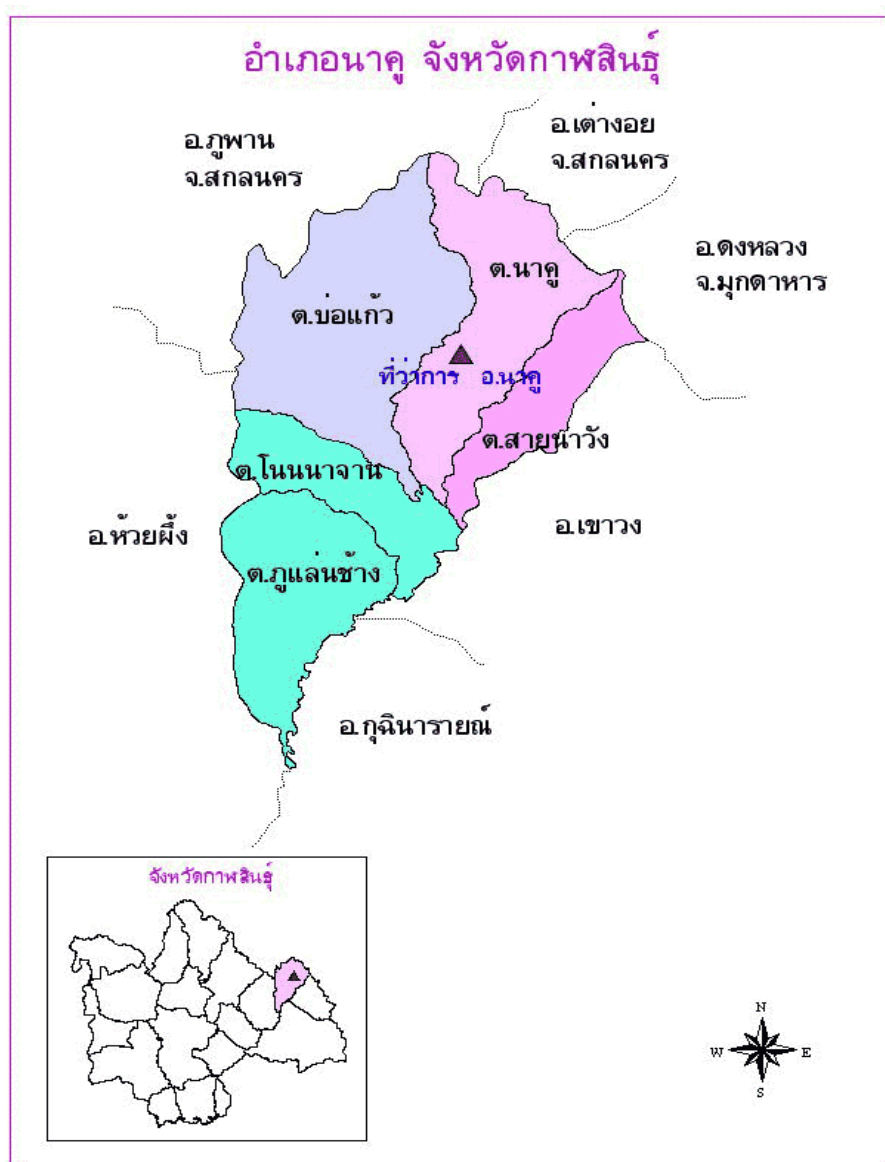 อำเภอนาคู จังหวัดกาฬสินธุ์
อ.ภูพาน
จ.สกลนคร
อ.เต่างอย
จ.สกลนคร
อ.ดงหลวง
จ.มุกดาหาร
ต.นาคู
ต.บ่อแก้ว
ที่ว่าการ อ.นาคู
ต.สายนาวัง
ต.โนนนาจาน
อ.ห้วยผึ้ง
อ.เขาวง
ต.ภูแล่นช้าง
อ.กุฉินารายณ์
จังหวัดกาฬสินธุ์
N
W E
S